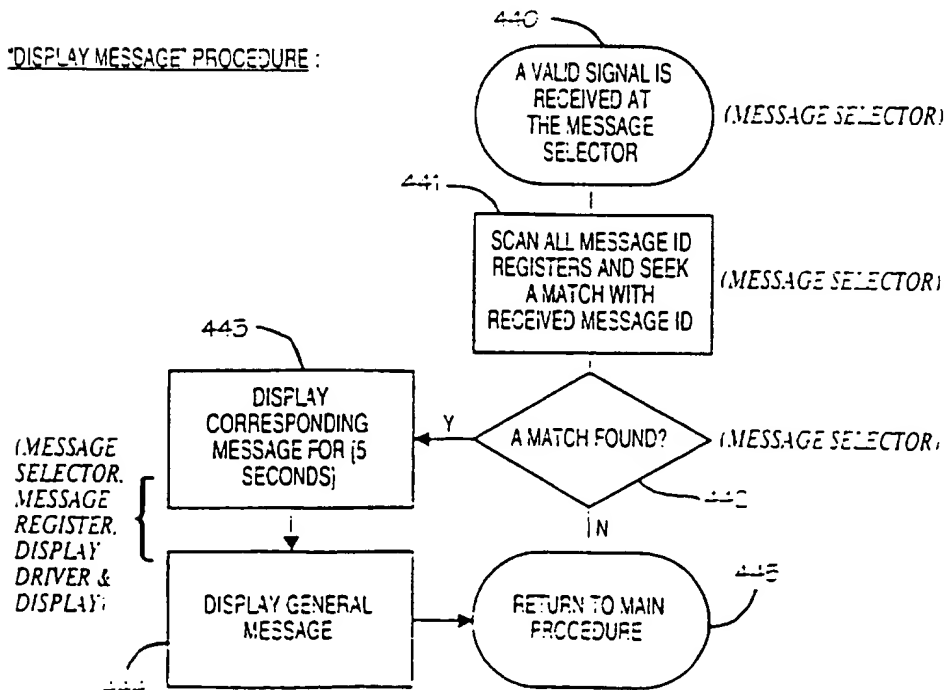 "DISPLAY MESSAGE" PROCEDURE :
440
A VALID SIGNAL IS
RECEIVED AT
THE MESSAGE
SELECTOR
(MESSAGE SELECTOR)
441
SCAN ALL MESSAGE ID
REGISTERS AND SEEK
A MATCH WITH
RECEIVED MESSAGE ID
(MESSAGE SELECTOR)
443
DISPLAY
CORRESPONDING
MESSAGE FOR {5
SECONDS}
Y
A MATCH FOUND?
(MESSAGE SELECTOR)
442
N
(MESSAGE
SELECTOR,
MESSAGE
REGISTER,
DISPLAY
DRIVER &
DISPLAY)
DISPLAY GENERAL
MESSAGE
RETURN TO MAIN
PROCEDURE